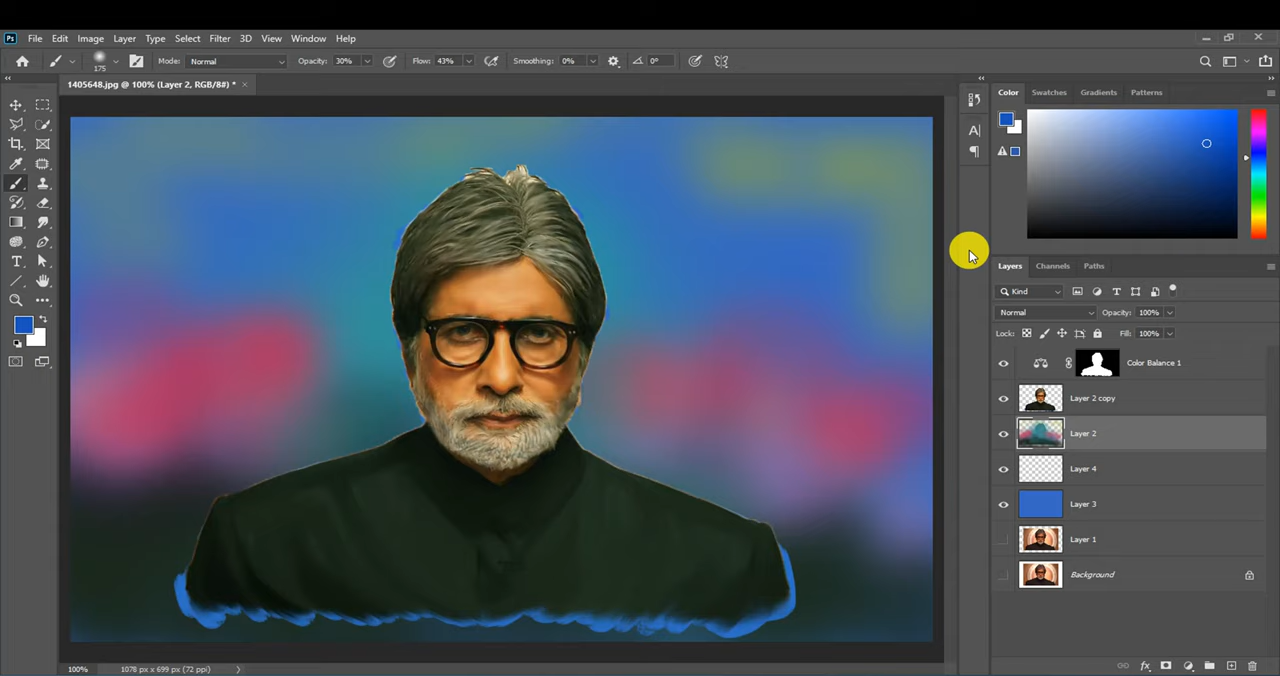 Ps File Edit Image Layer Type Select Filter 3D View Window Help
175 Mode: Normal Opacity: 30% Flow: 43% Smoothing: 0% 0°
1405648.jpg @ 100% (Layer 2, RGB/8#) * ×
Color Swatches Gradients Patterns
Layers Channels Paths
Kind
Normal Opacity: 100%
Lock: Fill: 100%
Color Balance 1
Layer 2 copy
Layer 2
Layer 4
Layer 3
Layer 1
Background
100% 1078 px x 699 px (72 ppi)